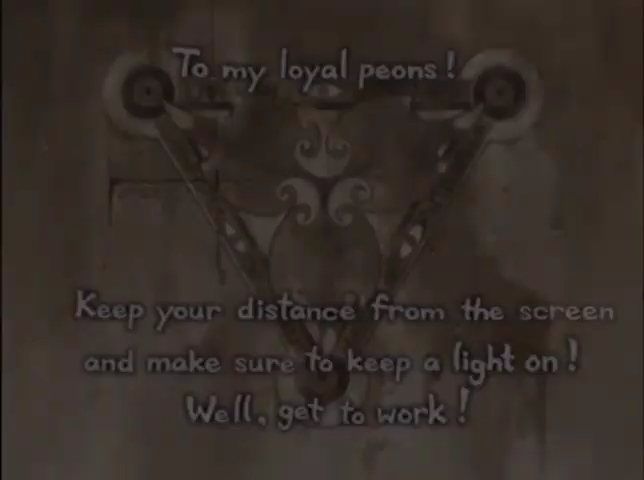 To my loyal peons!
Keep your distance from the screen
and make sure to keep a light on!
Well, get to work!